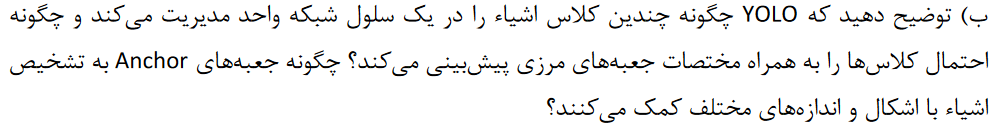 ب) توضیح دهید که YOLO چگونه چندین کلاس اشیاء را در یک سلول شبکه واحد مدیریت می‌کند و چگونه
احتمال کلاس‌ها را به همراه مختصات جعبه‌های مرزی پیش‌بینی می‌کند؟ چگونه جعبه‌های Anchor به تشخیص
اشیاء با اشکال و اندازه‌های مختلف کمک می‌کنند؟